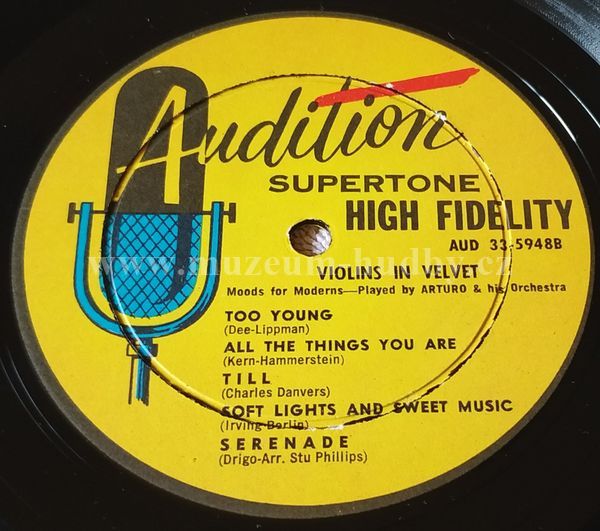 Audition
SUPERTONE
HIGH FIDELITY
AUD 33-5948B
www.muzeum-hudby.cz
VIOLINS IN VELVET
Moods for Moderns—Played by ARTURO & his Orchestra
TOO YOUNG
(Dee-Lippman)
ALL THE THINGS YOU ARE
(Kern-Hammerstein)
TILL
(Charles Danvers)
SOFT LIGHTS AND SWEET MUSIC
(Irving Berlin)
SERENADE
(Drigo-Arr. Stu Phillips)